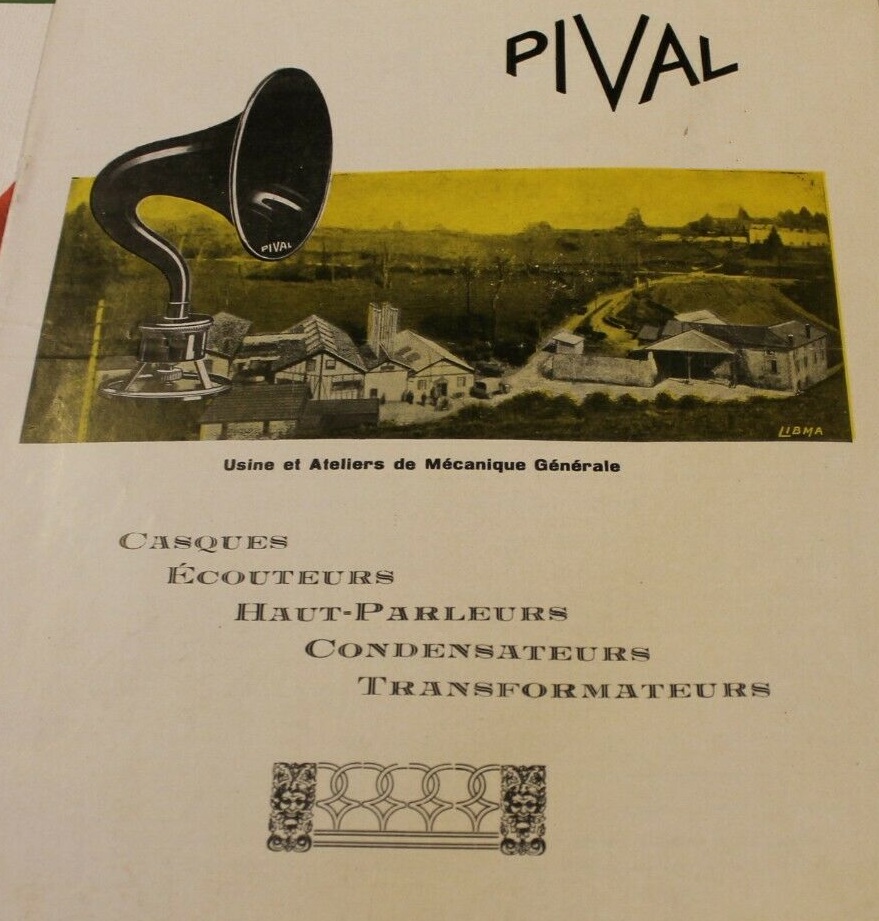 PIVAL
PIVAL
LIBMA
Usine et Ateliers de Mécanique Générale
CASQUES
ÉCOUTEURS
HAUT-PARLEURS
CONDENSATEURS
TRANSFORMATEURS